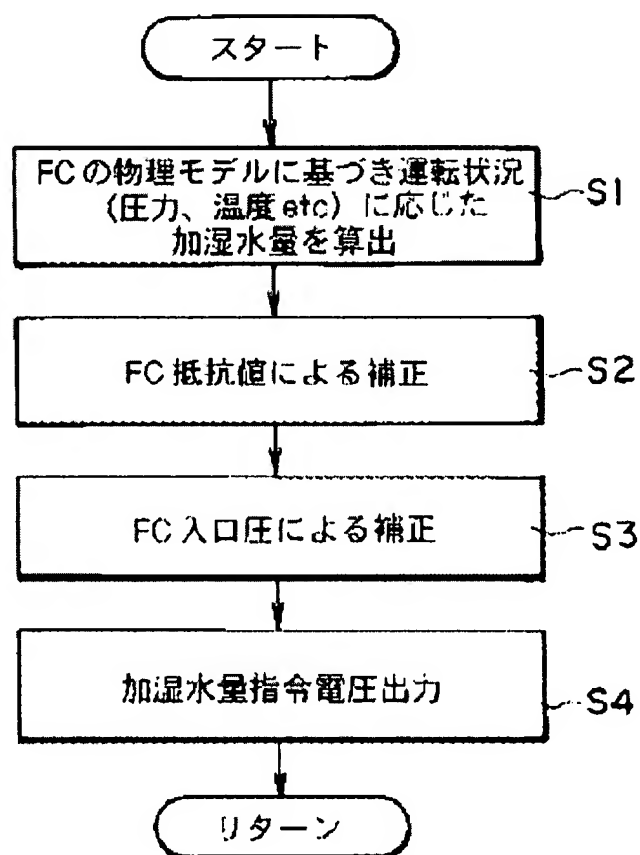 スタート
FCの物理モデルに基づき運転状況
(圧力、温度etc)に応じた
加湿水量を算出
S1
FC抵抗値による補正
S2
FC入口圧による補正
S3
加湿水量指令電圧出力
S4
リターン